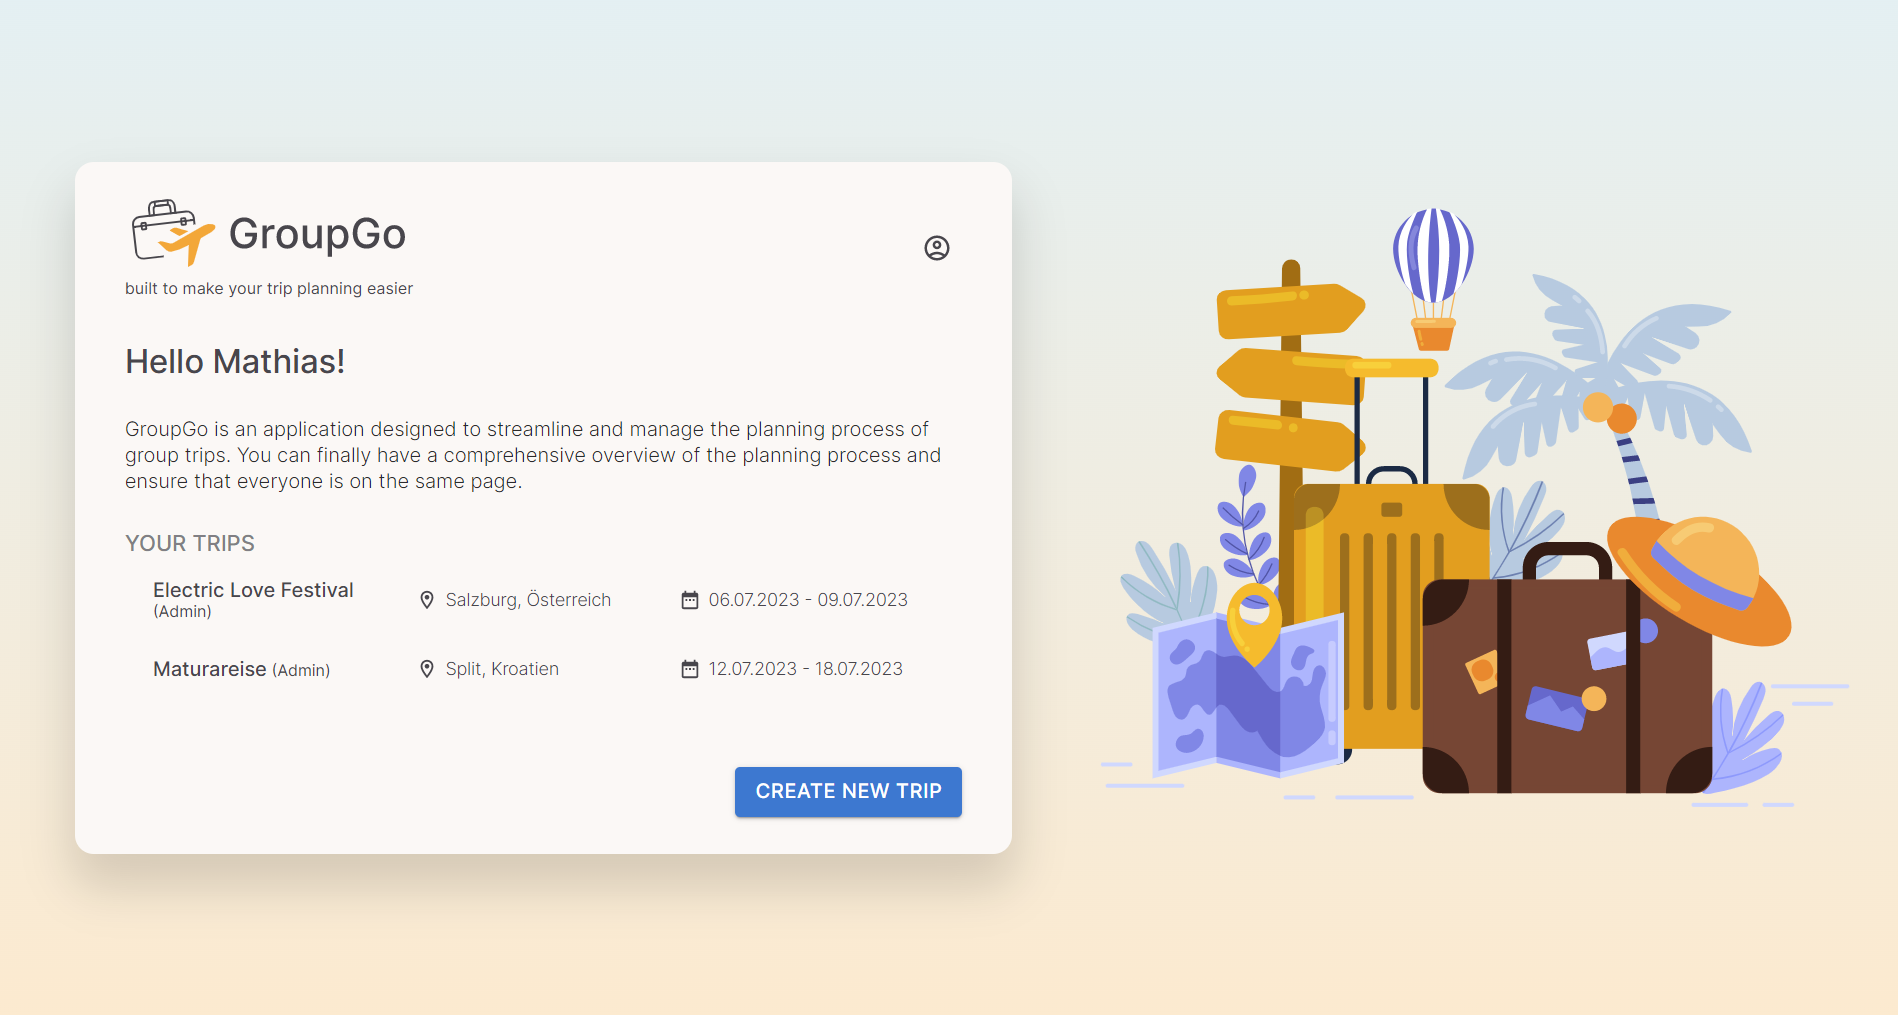 GroupGo
built to make your trip planning easier
Hello Mathias!
GroupGo is an application designed to streamline and manage the planning process of
group trips. You can finally have a comprehensive overview of the planning process and
ensure that everyone is on the same page.
YOUR TRIPS
Electric Love Festival
(Admin)
Salzburg, Österreich
06.07.2023 - 09.07.2023
Maturareise (Admin)
Split, Kroatien
12.07.2023 - 18.07.2023
CREATE NEW TRIP